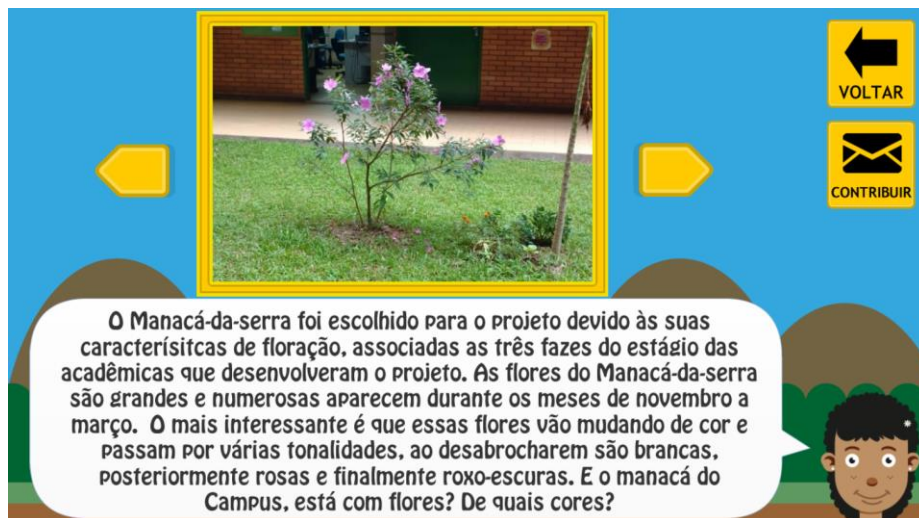 VOLTAR
CONTRIBUIR
O Manacá-da-serra foi escolhido para o projeto devido às suas
caracterísitcas de floração, associadas as três fazes do estágio das
acadêmicas que desenvolveram o projeto. As flores do Manacá-da-serra
são grandes e numerosas aparecem durante os meses de novembro a
março. O mais interessante é que essas flores vão mudando de cor e
passam por várias tonalidades, ao desabrocharem são brancas,
posteriormente rosas e finalmente roxo-escuras. E o manacá do
Campus, está com flores? De quais cores?